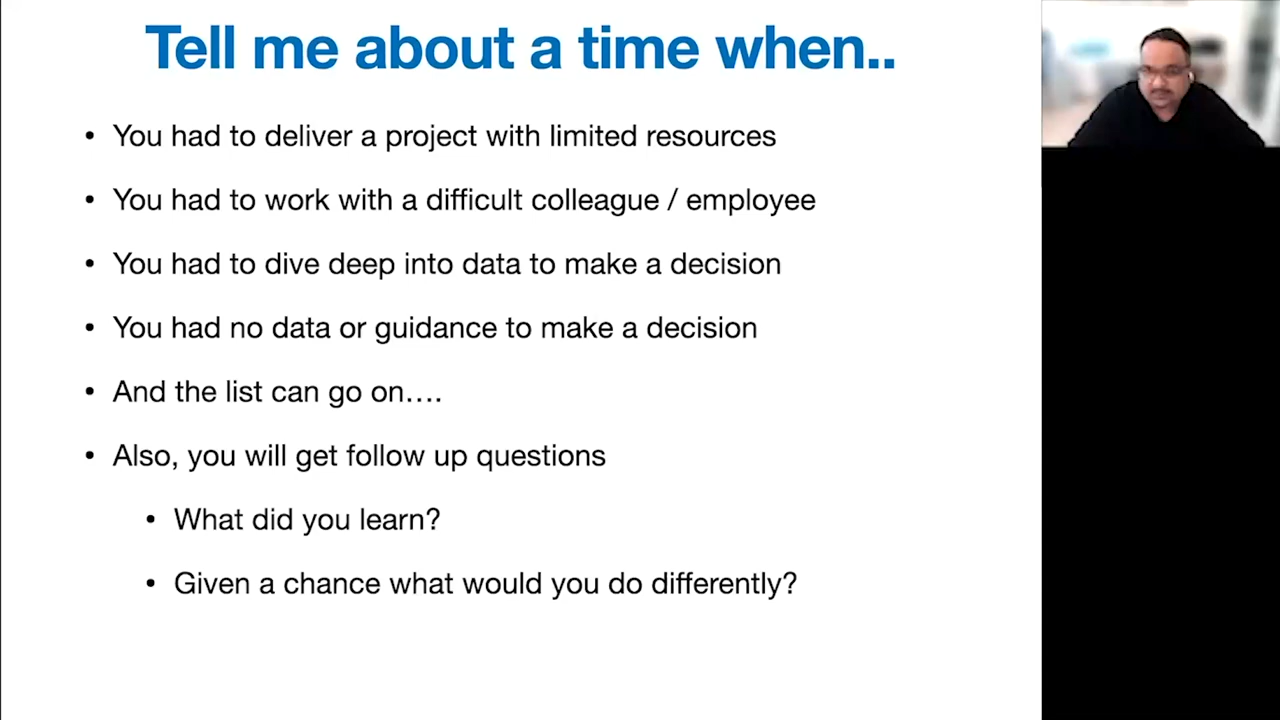 Tell me about a time when..
• You had to deliver a project with limited resources
• You had to work with a difficult colleague / employee
• You had to dive deep into data to make a decision
• You had no data or guidance to make a decision
• And the list can go on….
• Also, you will get follow up questions
• What did you learn?
• Given a chance what would you do differently?